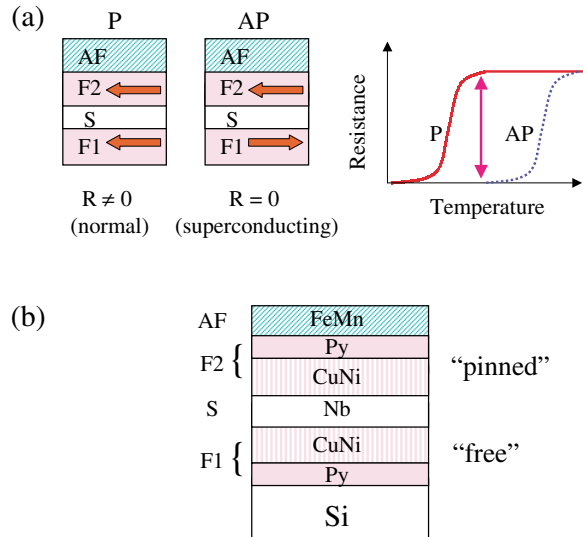 (a)
P
AP
AF
F2
S
F1
R ≠ 0
(normal)
AF
F2
S
F1
R = 0
(superconducting)
Resistance
P
AP
Temperature
(b)
AF
FeMn
F2 {
Py
CuNi
"pinned"
S
Nb
F1 {
CuNi
Py
"free"
Si